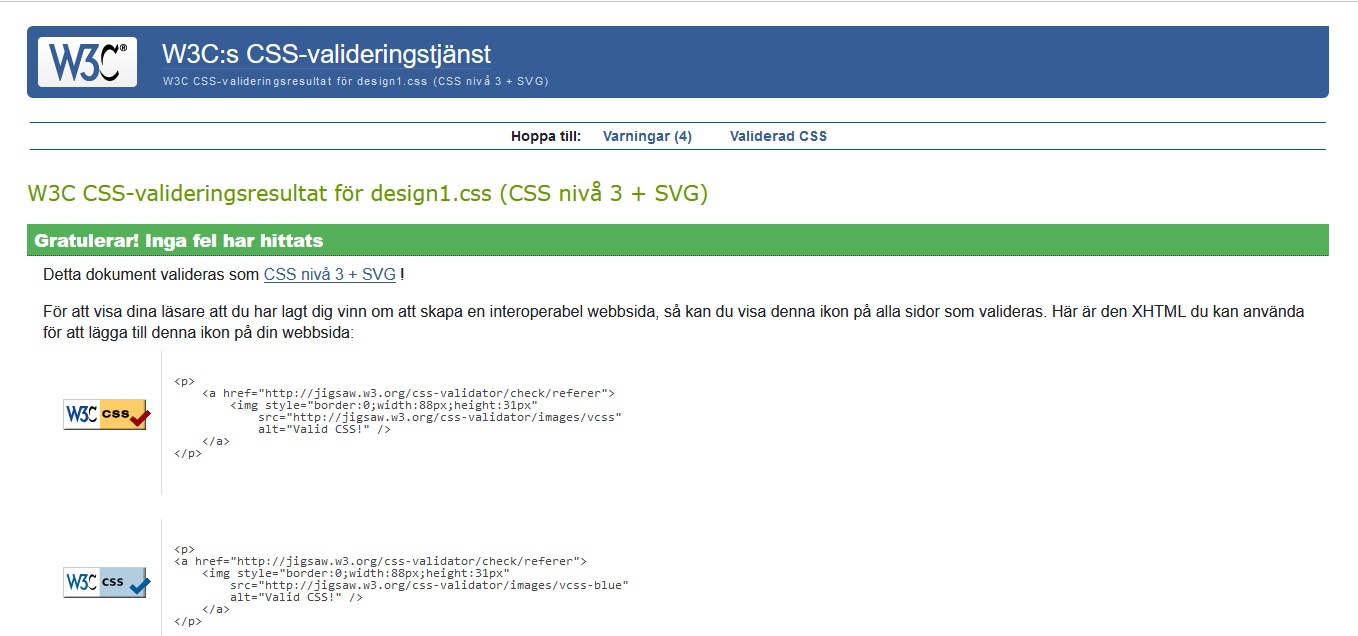 W3C®
W3C:s CSS-valideringstjänst
W3C CSS-valideringsresultat för design1.css (CSS nivå 3 + SVG)
Hoppa till: Varningar (4) Validerad CSS
W3C CSS-valideringsresultat för design1.css (CSS nivå 3 + SVG)
Gratulerar! Inga fel har hittats
Detta dokument valideras som CSS nivå 3 + SVG !
För att visa dina läsare att du har lagt dig vinn om att skapa en interoperabel webbsida, så kan du visa denna ikon på alla sidor som valideras. Här är den XHTML du kan använda
för att lägga till denna ikon på din webbsida:
W3C css
<p>
<a href="http://jigsaw.w3.org/css-validator/check/referer">
<img style="border:0;width:88px;height:31px"
src="http://jigsaw.w3.org/css-validator/images/vcss"
alt="Valid CSS!" />
</a>
</p>
W3C css
<p>
<a href="http://jigsaw.w3.org/css-validator/check/referer">
<img style="border:0;width:88px;height:31px"
src="http://jigsaw.w3.org/css-validator/images/vcss-blue"
alt="Valid CSS!" />
</a>
</p>